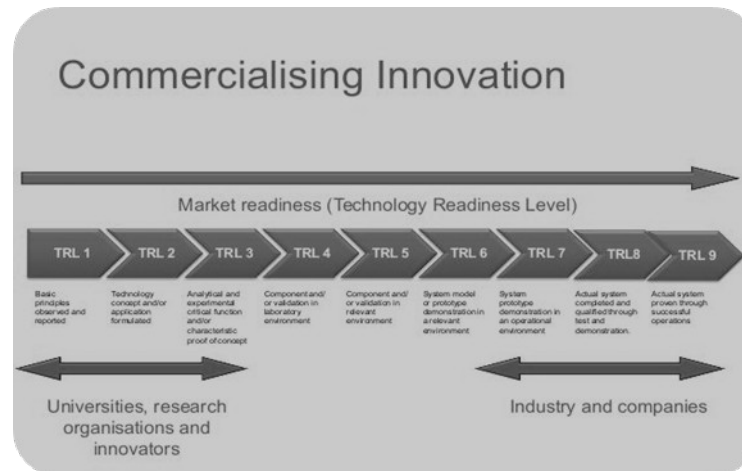 Commercialising Innovation
Market readiness (Technology Readiness Level)
TRL 1
TRL 2
TRL 3
TRL 4
TRL 5
TRL 6
TRL 7
TRL8
TRL 9
Basic
principles
observed and
reported
Technology
concept and/or
application
formulated
Analytical and
experimental
critical function
and/or
characteristic
proof of concept
Component and/
or validation in
laboratory
environment
Component and/
or validation in
relevant
environment
System model
or prototype
demonstration in
a relevant
environment
System
prototype
demonstration in
an operational
environment
Actual system
completed and
qualified through
test and
demonstration.
Actual system
proven through
successful
operations
Universities, research
organisations and
innovators
Industry and companies